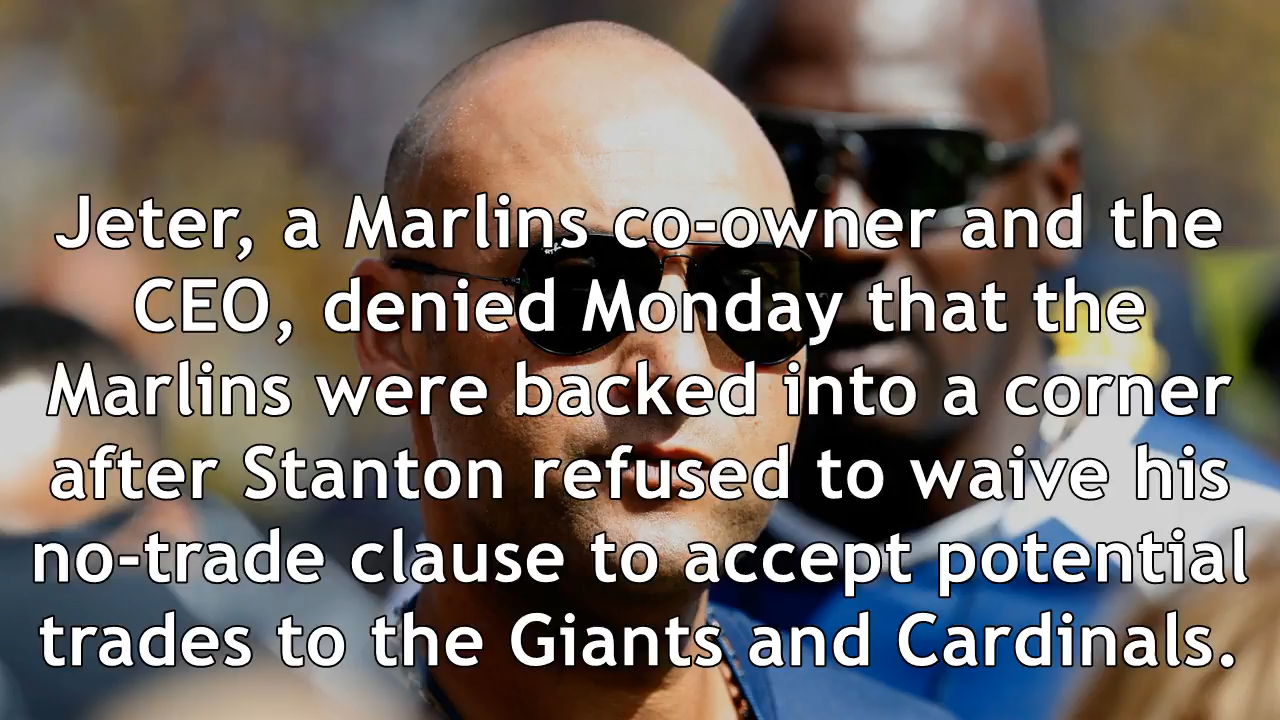 Jeter, a Marlins co-owner and the
CEO, denied Monday that the
Marlins were backed into a corner
after Stanton refused to waive his
no-trade clause to accept potential
trades to the Giants and Cardinals.